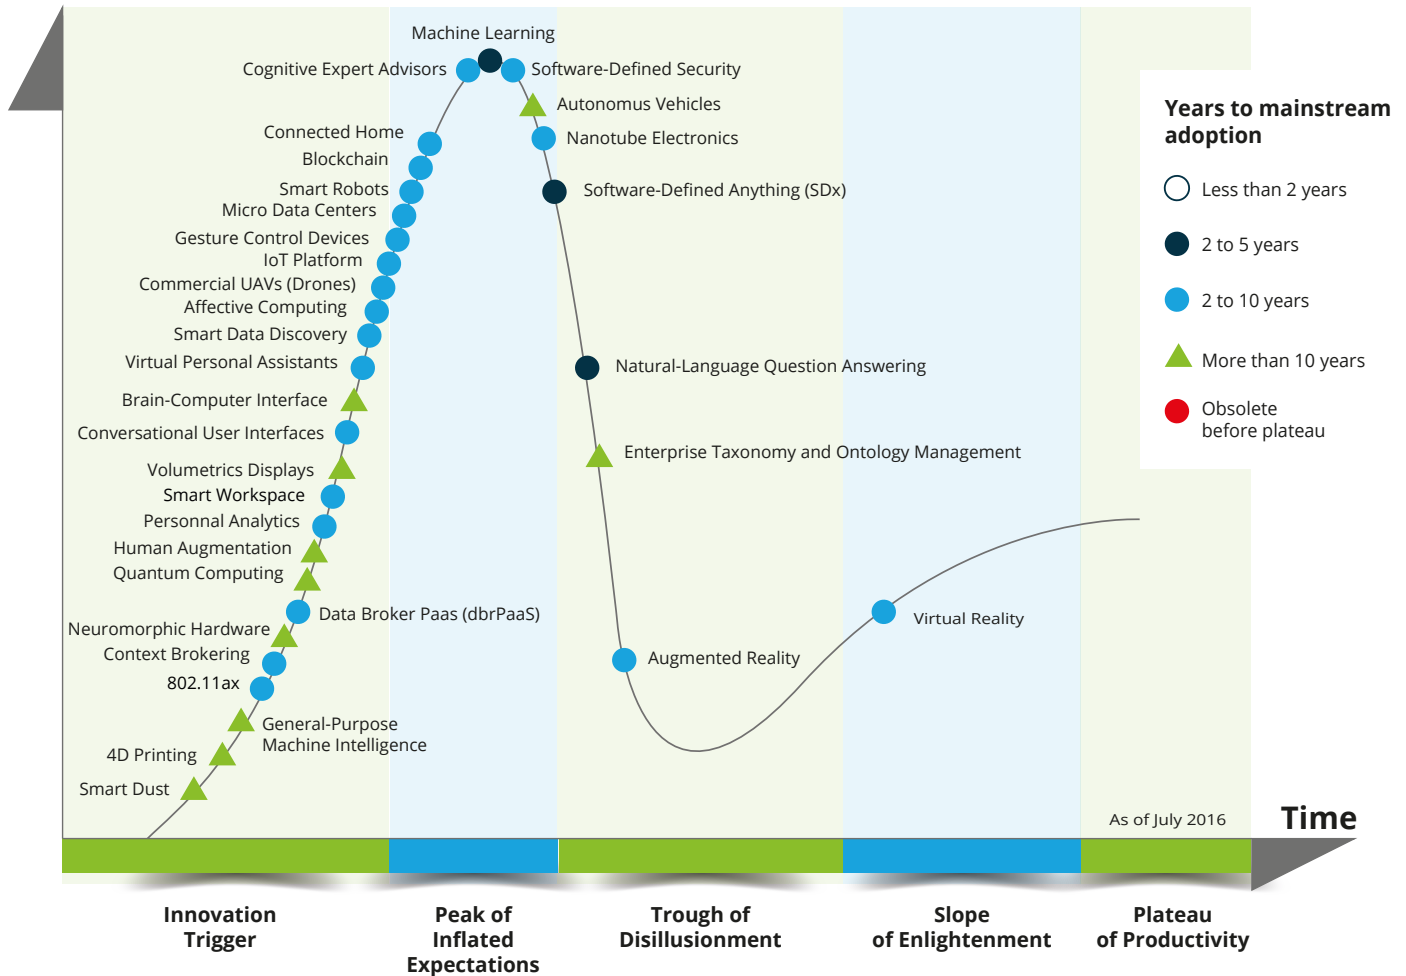 Machine Learning
Cognitive Expert Advisors
Software-Defined Security
Autonomus Vehicles
Connected Home
Nanotube Electronics
Blockchain
Smart Robots
Software-Defined Anything (SDx)
Micro Data Centers
Gesture Control Devices
IoT Platform
Commercial UAVs (Drones)
Affective Computing
Smart Data Discovery
Virtual Personal Assistants
Natural-Language Question Answering
Brain-Computer Interface
Conversational User Interfaces
Enterprise Taxonomy and Ontology Management
Volumetrics Displays
Smart Workspace
Personnal Analytics
Human Augmentation
Quantum Computing
Data Broker Paas (dbrPaaS)
Virtual Reality
Neuromorphic Hardware
Context Brokering
Augmented Reality
802.11ax
General-Purpose
Machine Intelligence
4D Printing
Smart Dust
Years to mainstream
adoption
Less than 2 years
2 to 5 years
2 to 10 years
More than 10 years
Obsolete
before plateau
As of July 2016
Time
Innovation
Trigger
Peak of
Inflated
Expectations
Trough of
Disillusionment
Slope
of Enlightenment
Plateau
of Productivity